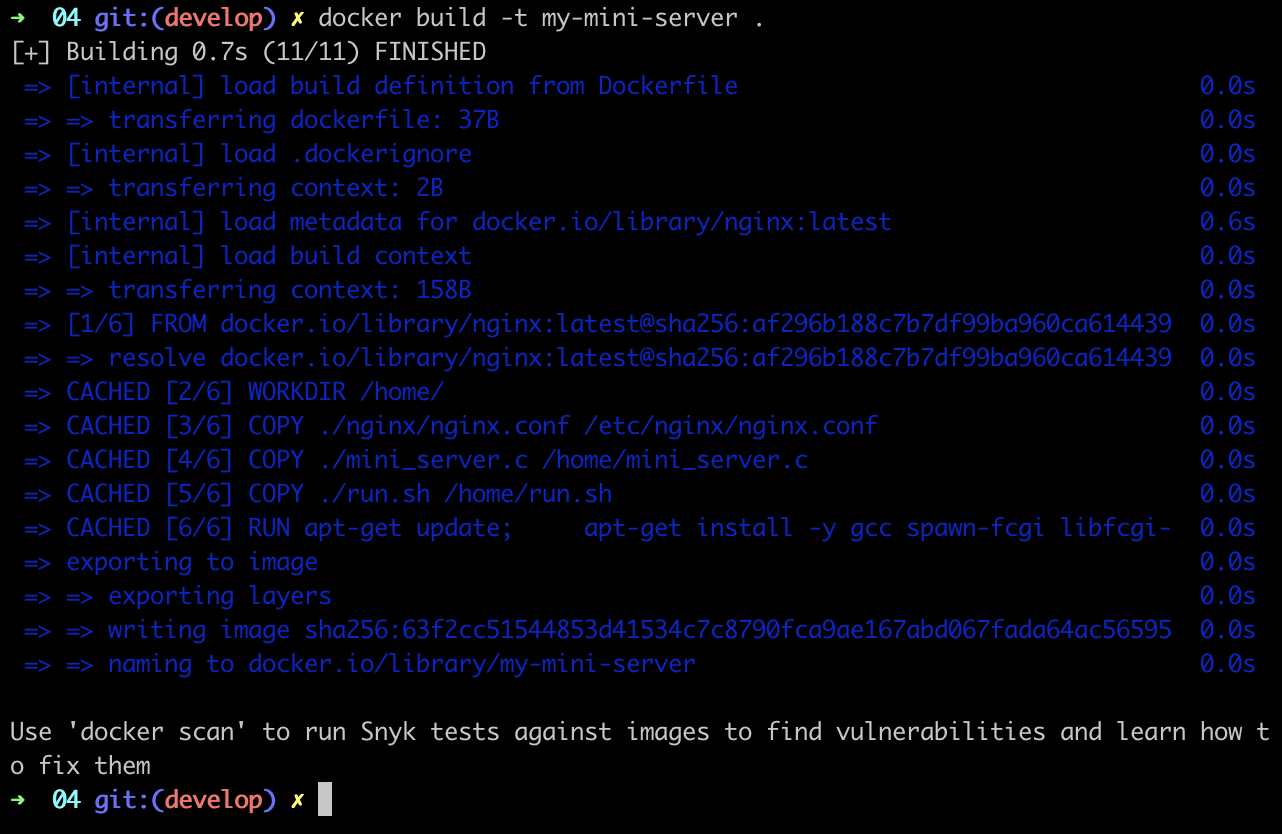 ➜  04 git:(develop) ✗ docker build -t my-mini-server .
[+] Building 0.7s (11/11) FINISHED
 => [internal] load build definition from Dockerfile                                 0.0s
 => => transferring dockerfile: 37B                                                  0.0s
 => [internal] load .dockerignore                                                    0.0s
 => => transferring context: 2B                                                      0.0s
 => [internal] load metadata for docker.io/library/nginx:latest                      0.6s
 => [internal] load build context                                                    0.0s
 => => transferring context: 158B                                                    0.0s
 => [1/6] FROM docker.io/library/nginx:latest@sha256:af296b188c7b7df99ba960ca614439  0.0s
 => => resolve docker.io/library/nginx:latest@sha256:af296b188c7b7df99ba960ca614439  0.0s
 => CACHED [2/6] WORKDIR /home/                                                      0.0s
 => CACHED [3/6] COPY ./nginx/nginx.conf /etc/nginx/nginx.conf                       0.0s
 => CACHED [4/6] COPY ./mini_server.c /home/mini_server.c                            0.0s
 => CACHED [5/6] COPY ./run.sh /home/run.sh                                          0.0s
 => CACHED [6/6] RUN apt-get update;     apt-get install -y gcc spawn-fcgi libfcgi-  0.0s
 => exporting to image                                                               0.0s
 => => exporting layers                                                              0.0s
 => => writing image sha256:63f2cc51544853d41534c7c8790fca9ae167abd067fada64ac56595  0.0s
 => => naming to docker.io/library/my-mini-server                                    0.0s

Use 'docker scan' to run Snyk tests against images to find vulnerabilities and learn how t
o fix them
➜  04 git:(develop) ✗